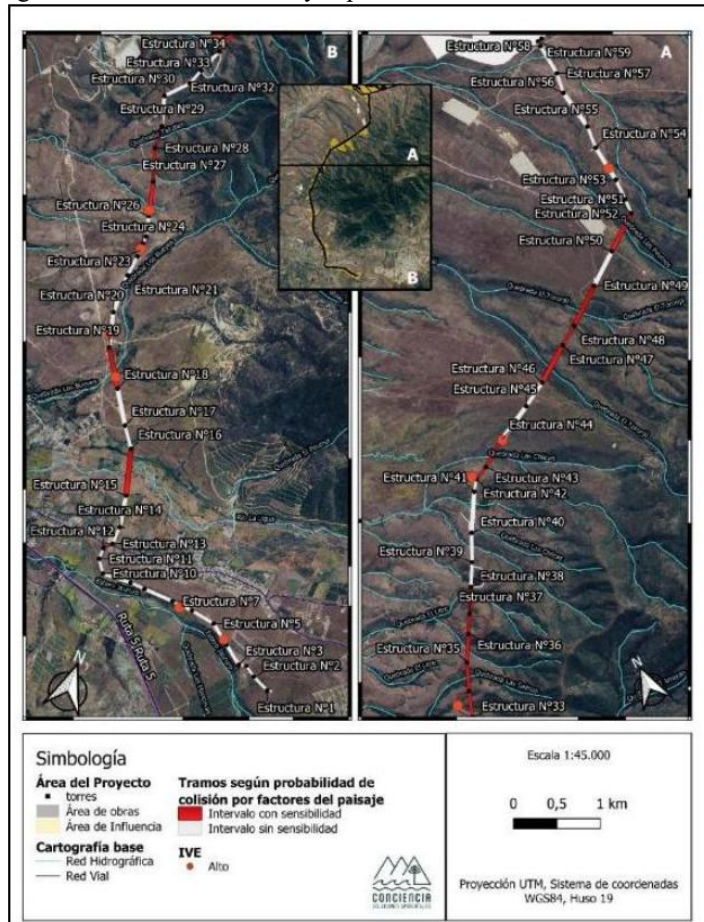 B
Estructura N°34
Estructura N°33
Estructura N°30
Estructura N°32
Estructura N°29
Estructura N°28
Estructura N°27
Estructura N°26
Estructura N°24
Estructura N°23
Estructura N°20
Estructura N°21
Estructura N°19
Estructura N°18
Estructura N°17
Estructura N°16
Estructura N°15
Estructura N°14
Estructura N°12
Estructura N°13
Estructura N°11
Estructura N°10
Estructura N°7
Estructura N°5
Estructura N°3
Estructura N°2
Estructura N°1
Río La Ligua
Ruta S
Ruta S
N
A
B
A
Estructura N°58
Estructura N°59
Estructura N°57
Estructura N°56
Estructura N°55
Estructura N°54
Estructura N°53
Estructura N°51
Estructura N°52
Estructura N°50
Estructura N°49
Estructura N°48
Estructura N°47
Estructura N°46
Estructura N°45
Estructura N°44
Estructura N°41
Estructura N°43
Estructura N°42
Estructura N°40
Estructura N°39
Estructura N°38
Estructura N°37
Estructura N°36
Estructura N°35
Estructura N°33
N
Simbología
Área del Proyecto
torres
Área de obras
Área de Influencia
Cartografía base
Red Hidrográfica
Red Vial
Tramos según probabilidad de
colisión por factores del paisaje
Intervalo con sensibilidad
Intervalo sin sensibilidad
IVE
Alto
CONCIENCIA
Escala 1:45.000
0 0,5 1 km
Proyección UTM, Sistema de coordenadas
WGS84, Huso 19